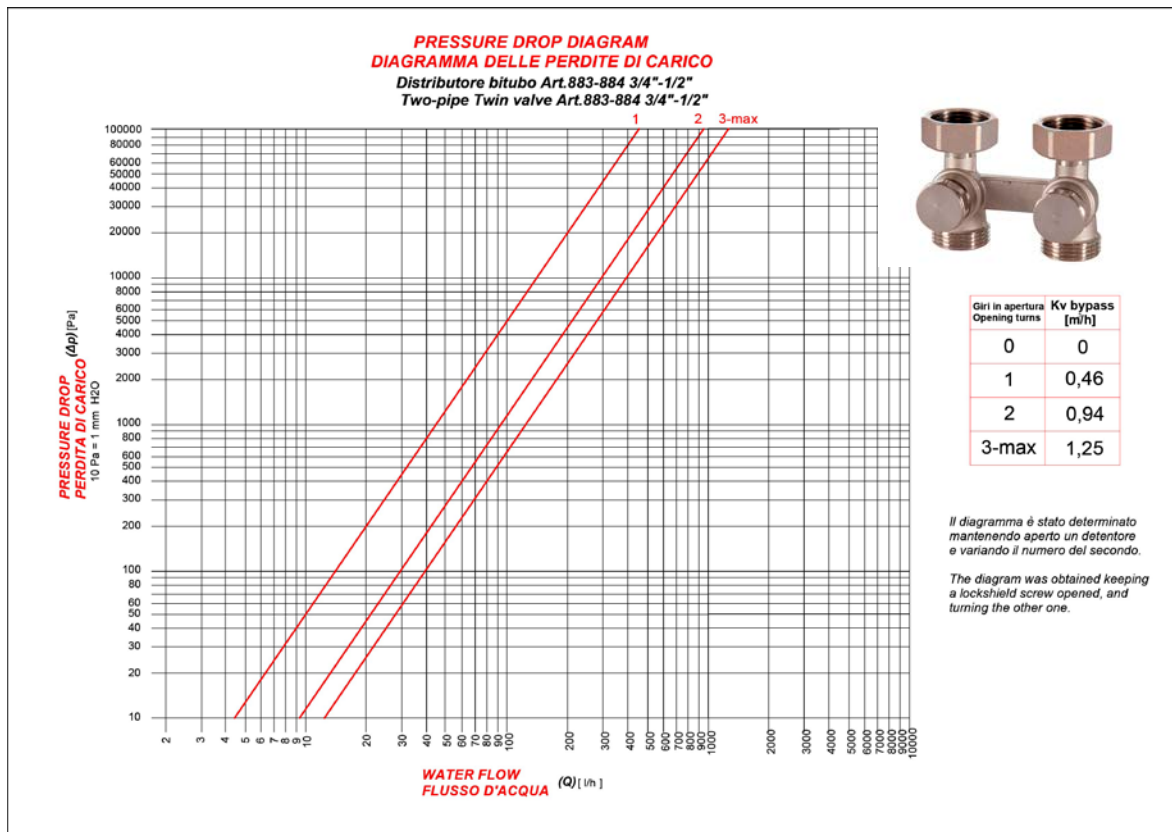 PRESSURE DROP DIAGRAM
DIAGRAMMA DELLE PERDITE DI CARICO
Distributore bitubo Art.883-884 3/4"-1/2"
Two-pipe Twin valve Art.883-884 3/4"-1/2"
1 2 3-max
100000
80000
60000
50000
40000
30000
20000
10000
8000
6000
5000
4000
3000
2000
1000
800
600
500
400
300
200
100
80
60
50
40
30
20
10
PRESSURE DROP
PERDITA DI CARICO (Δp) [Pa]
10 Pa = 1 mm H2O
2 3 4 5 6 7 8 9 10 20 30 40 50 60 70 80 90 100 200 300 400 500 600 700 800 900 1000 2000 3000 4000 5000 6000 7000 8000 9000 10000
WATER FLOW
FLUSSO D'ACQUA (Q) [ l/h ]
Giri in apertura Kv bypass
Opening turns [m³/h]
0 0
1 0,46
2 0,94
3-max 1,25
Il diagramma è stato determinato
mantenendo aperto un detentore
e variando il numero del secondo.
The diagram was obtained keeping
a lockshield screw opened, and
turning the other one.